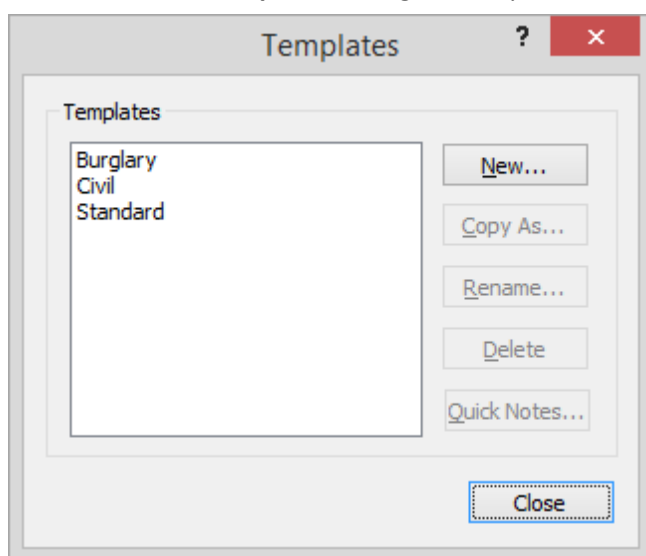 Templates ? ×
Templates
Burglary
Civil
Standard
New...
Copy As...
Rename...
Delete
Quick Notes...
Close